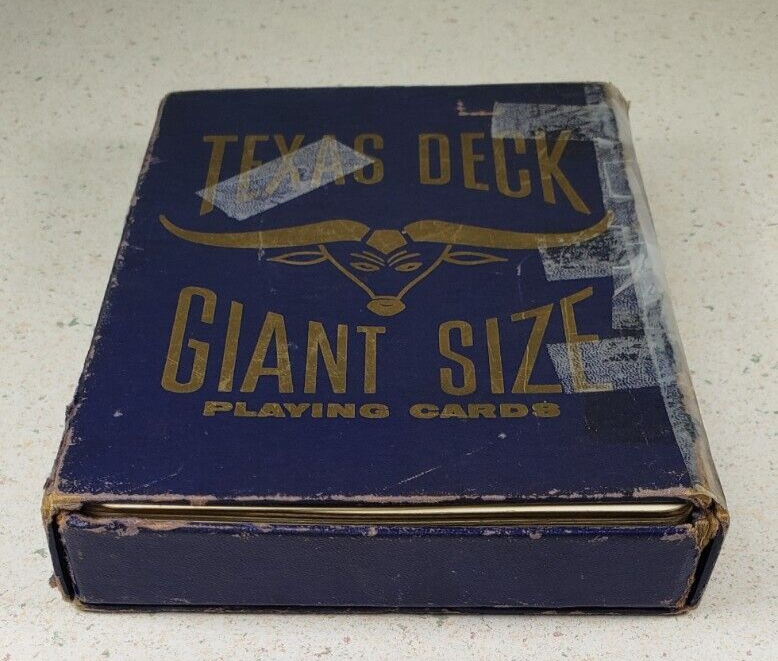 TEXAS DECK
GIANT SIZE
PLAYING CARDS